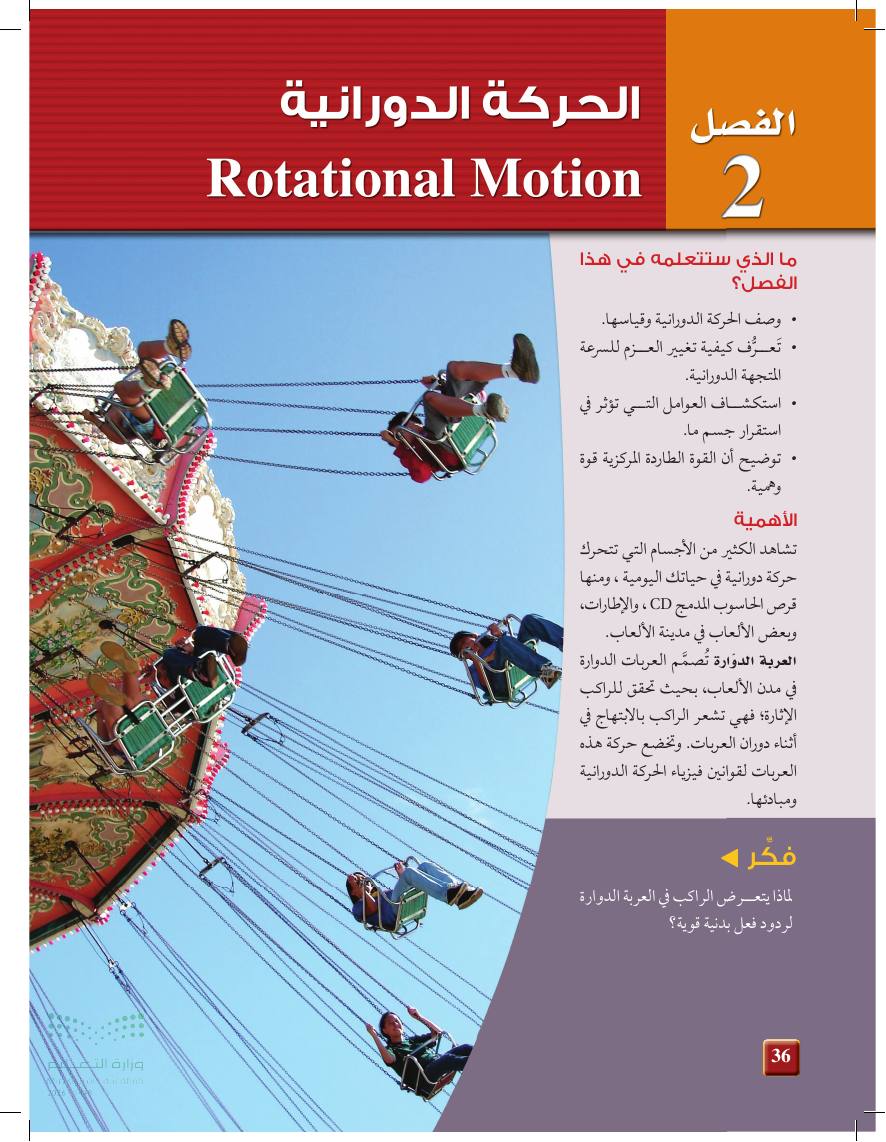 الفصل
2
الحركة الدورانية
Rotational Motion
ما الذي ستتعلمه في هذا
الفصل؟
• وصف الحركة الدورانية وقياسها.
• تَعـــرُّف كيفية تغيير العـــزم للسرعة
المتجهة الدورانية.
• استكشـــاف العوامل التـــي تؤثر في
استقرار جسم ما.
• توضيح أن القوة الطاردة المركزية قوة
وهمية.
الأهمية
تشاهد الكثير من الأجسام التي تتحرك
حركة دورانية في حياتك اليومية ، ومنها
قرص الحاسوب المدمج CD ، والإطارات،
وبعض الألعاب في مدينة الألعاب.
العربة الدوّارة تُصمَّم العربات الدوارة
في مدن الألعاب، بحيث تحقق للراكب
الإثارة؛ فهي تشعر الراكب بالابتهاج في
أثناء دوران العربات. وتخضع حركة هذه
العربات لقوانين فيزياء الحركة الدورانية
ومبادئها.
فكِّر ◀
لماذا يتعـــرض الراكب في العربة الدوارة
لردود فعل بدنية قوية؟
وزارة التعليم
36